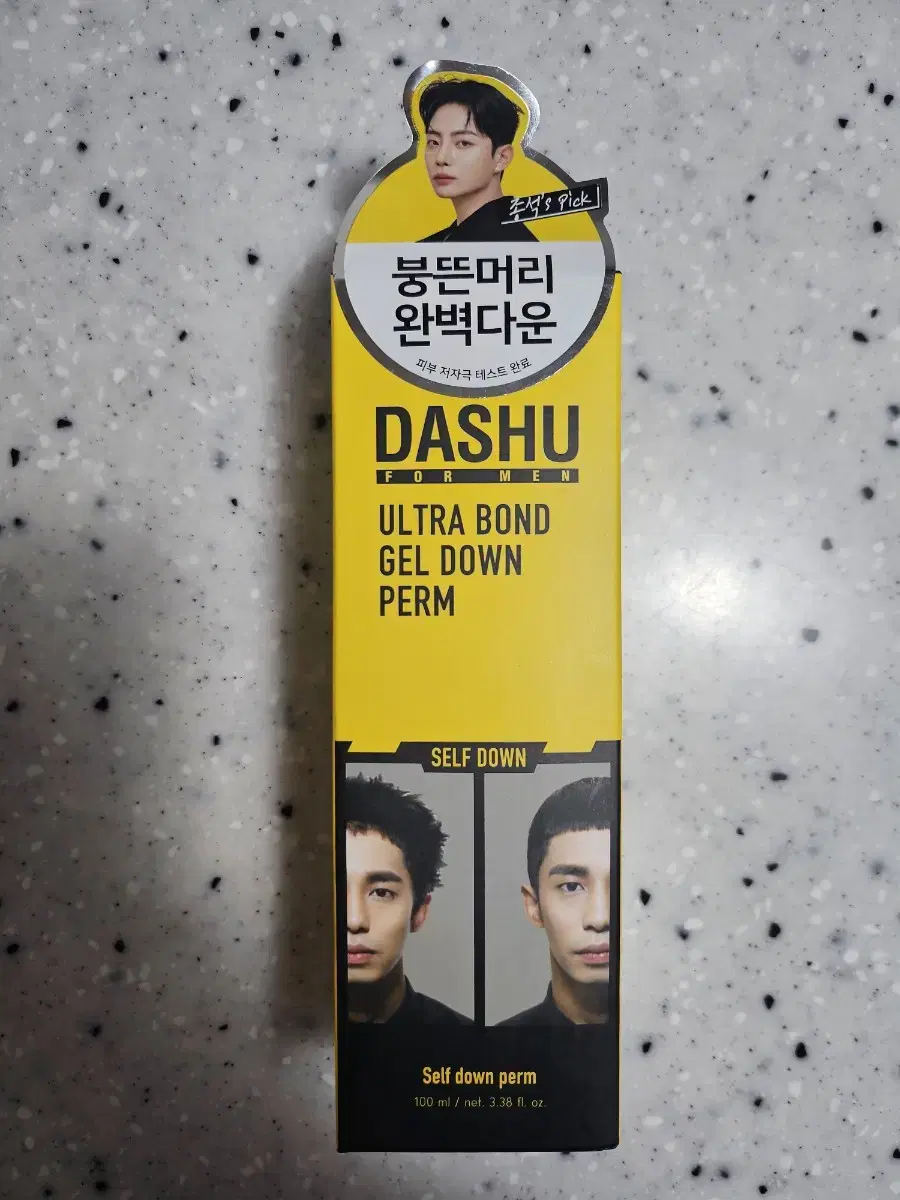 종석's Pick
붕뜬머리
완벽다운
피부 저자극 테스트 완료
DASHU
FOR MEN
ULTRA BOND
GEL DOWN
PERM
SELF DOWN
Self down perm
100 ml / net. 3.38 fl. oz.